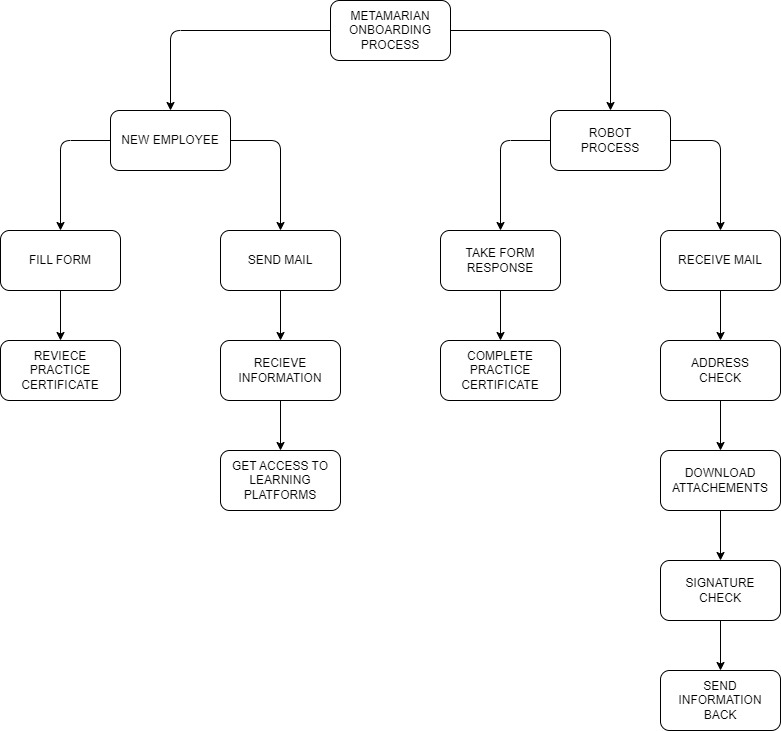 METAMARIAN
ONBOARDING
PROCESS
NEW EMPLOYEE
ROBOT
PROCESS
FILL FORM
SEND MAIL
TAKE FORM
RESPONSE
RECEIVE MAIL
REVIECE
PRACTICE
CERTIFICATE
RECIEVE
INFORMATION
COMPLETE
PRACTICE
CERTIFICATE
ADDRESS
CHECK
GET ACCESS TO
LEARNING
PLATFORMS
DOWNLOAD
ATTACHEMENTS
SIGNATURE
CHECK
SEND
INFORMATION
BACK